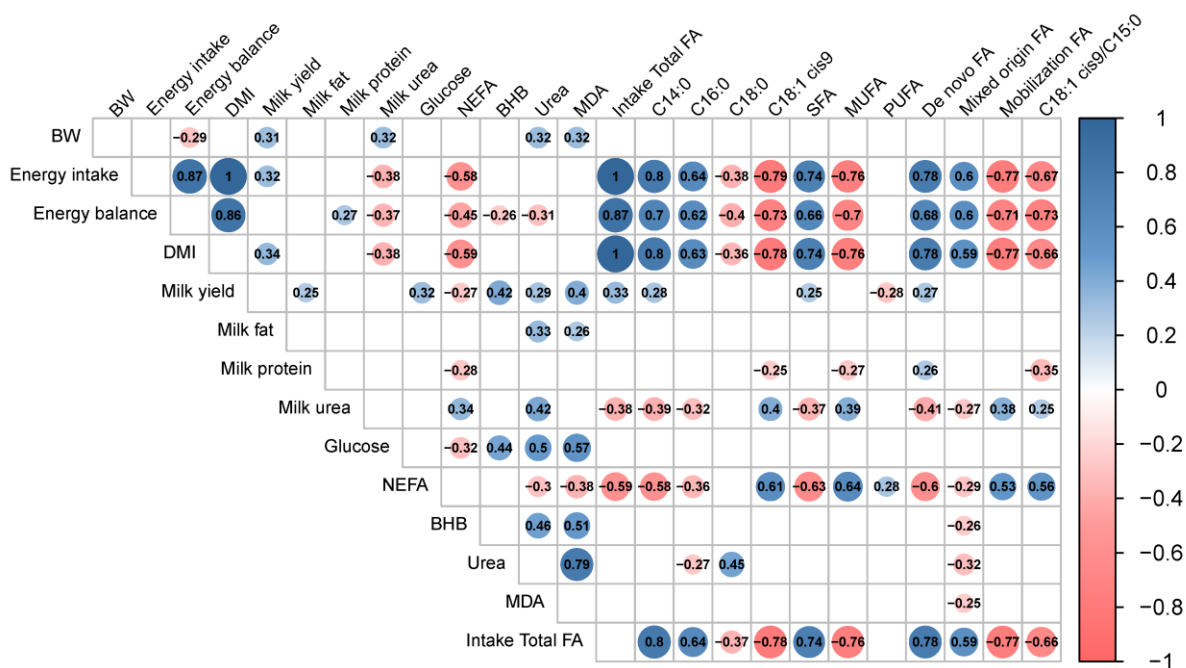 BW
Energy intake
Energy balance
DMI
Milk yield
Milk fat
Milk protein
Milk urea
Glucose
NEFA
BHB
Urea
MDA
Intake Total FA
C14:0
C16:0
C18:0
C18:1 cis9
SFA
MUFA
PUFA
De novo FA
Mixed origin FA
Mobilization FA
C18:1 cis9/C15:0
BW −0.29 0.31 0.32 0.32 0.32
Energy intake 0.87 1 0.32 −0.38 −0.58 1 0.8 0.64 −0.38 −0.79 0.74 −0.76 0.78 0.6 −0.77 −0.67
Energy balance 0.86 0.27 −0.37 −0.45 −0.26 −0.31 0.87 0.7 0.62 −0.4 −0.73 0.66 −0.7 0.68 0.6 −0.71 −0.73
DMI 0.34 −0.38 −0.59 1 0.8 0.63 −0.36 −0.78 0.74 −0.76 0.78 0.59 −0.77 −0.66
Milk yield 0.25 0.32 −0.27 0.42 0.29 0.4 0.33 0.28 0.25 −0.28 0.27
Milk fat 0.33 0.26
Milk protein −0.28 −0.25 −0.27 0.26 −0.35
Milk urea 0.34 0.42 −0.38 −0.39 −0.32 0.4 −0.37 0.39 −0.41 −0.27 0.38 0.25
Glucose −0.32 0.44 0.5 0.57
NEFA −0.3 −0.38 −0.59 −0.58 −0.36 0.61 −0.63 0.64 0.28 −0.6 −0.29 0.53 0.56
BHB 0.46 0.51 −0.26
Urea 0.79 −0.27 0.45 −0.32
MDA −0.25
Intake Total FA 0.8 0.64 −0.37 −0.78 0.74 −0.76 0.78 0.59 −0.77 −0.66
1
0.8
0.6
0.4
0.2
0
−0.2
−0.4
−0.6
−0.8
−1